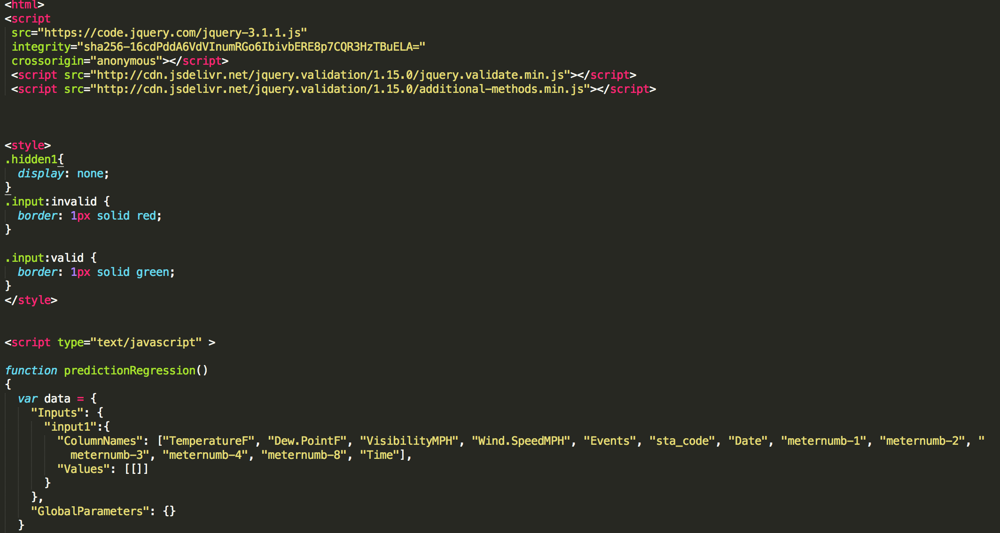 <html>
<script
src="https://code.jquery.com/jquery-3.1.1.js"
integrity="sha256-16cdPddA6VdVInumRGo6IbivbERE8p7CQR3HzTBuELA="
crossorigin="anonymous"></script>
<script src="http://cdn.jsdelivr.net/jquery.validation/1.15.0/jquery.validate.min.js"></script>
<script src="http://cdn.jsdelivr.net/jquery.validation/1.15.0/additional-methods.min.js"></script>
<style>
.hidden1{
display: none;
}
.input:invalid {
border: 1px solid red;
}
.input:valid {
border: 1px solid green;
}
</style>
<script type="text/javascript" >
function predictionRegression()
{
var data = {
"Inputs": {
"input1":{
"ColumnNames": ["TemperatureF", "Dew.PointF", "VisibilityMPH", "Wind.SpeedMPH", "Events", "sta_code", "Date", "meternumb-1", "meternumb-2", "
meternumb-3", "meternumb-4", "meternumb-8", "Time"],
"Values": [[]]
}
},
"GlobalParameters": {}
}